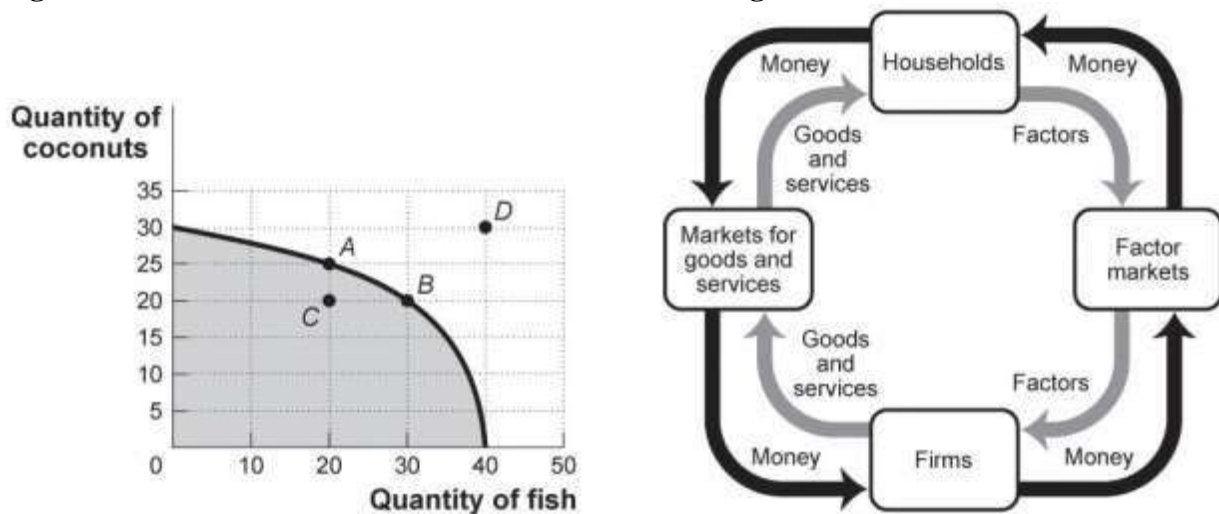 Quantity of
coconuts
35
30
25
20
15
10
5
0
10
20
30
40
50
Quantity of fish
A
B
C
D
Households
Money
Money
Goods
and
services
Factors
Markets for
goods and
services
Factor
markets
Goods
and
services
Factors
Money
Firms
Money